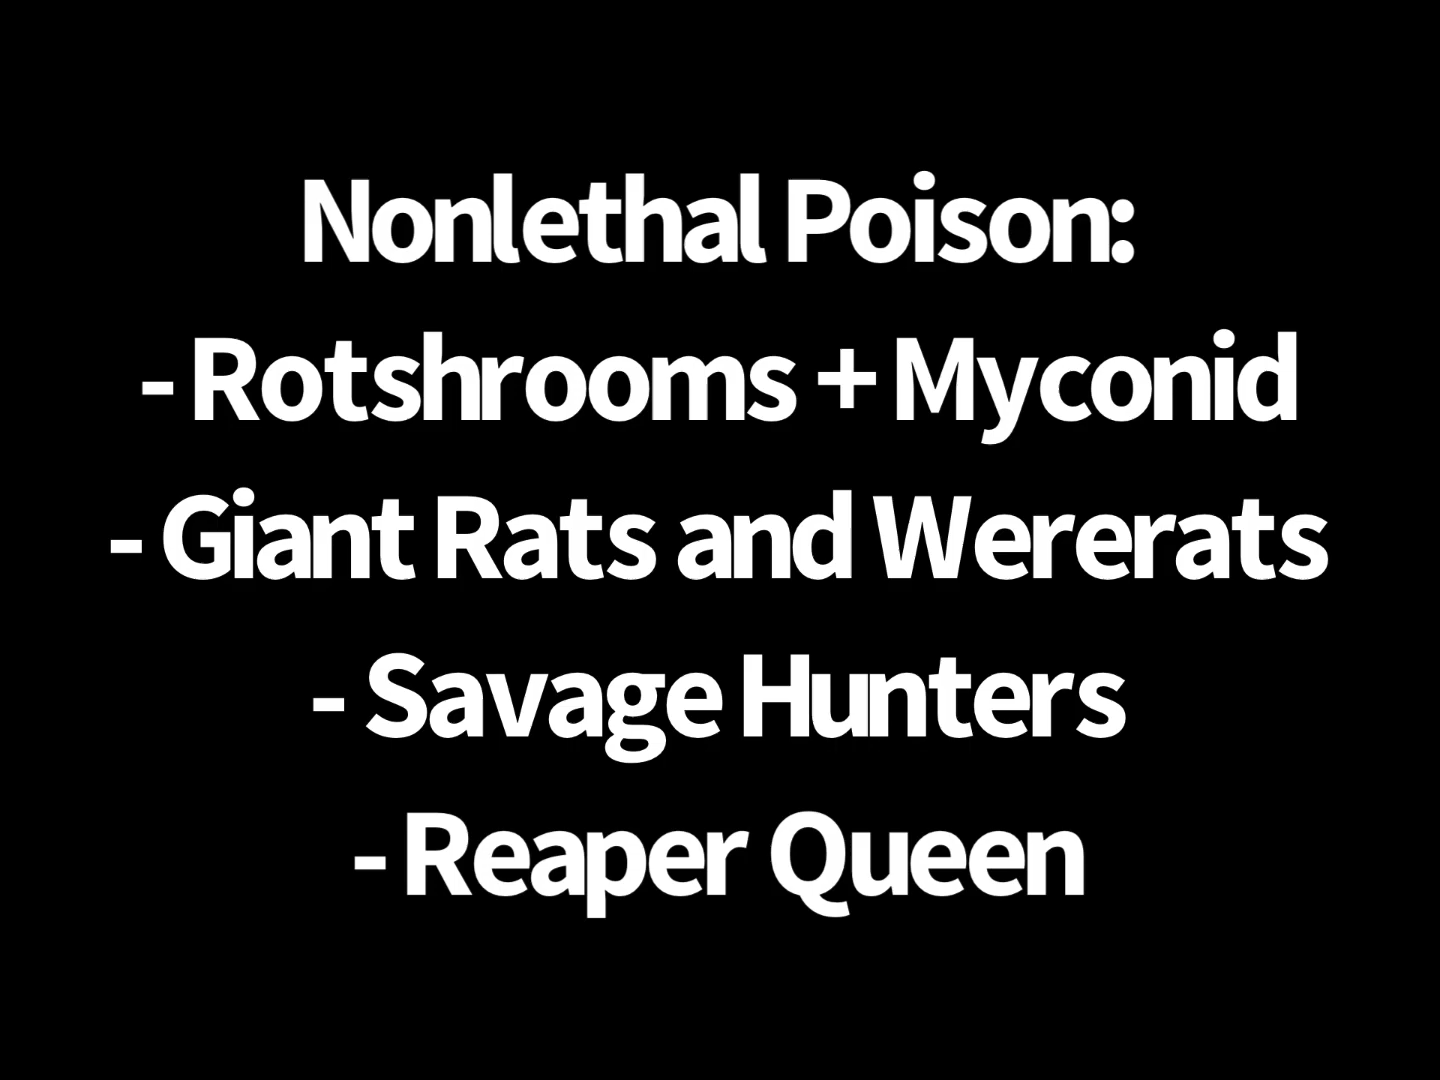 Nonlethal Poison:
- Rotshrooms + Myconid
- Giant Rats and Wererats
- Savage Hunters
- Reaper Queen